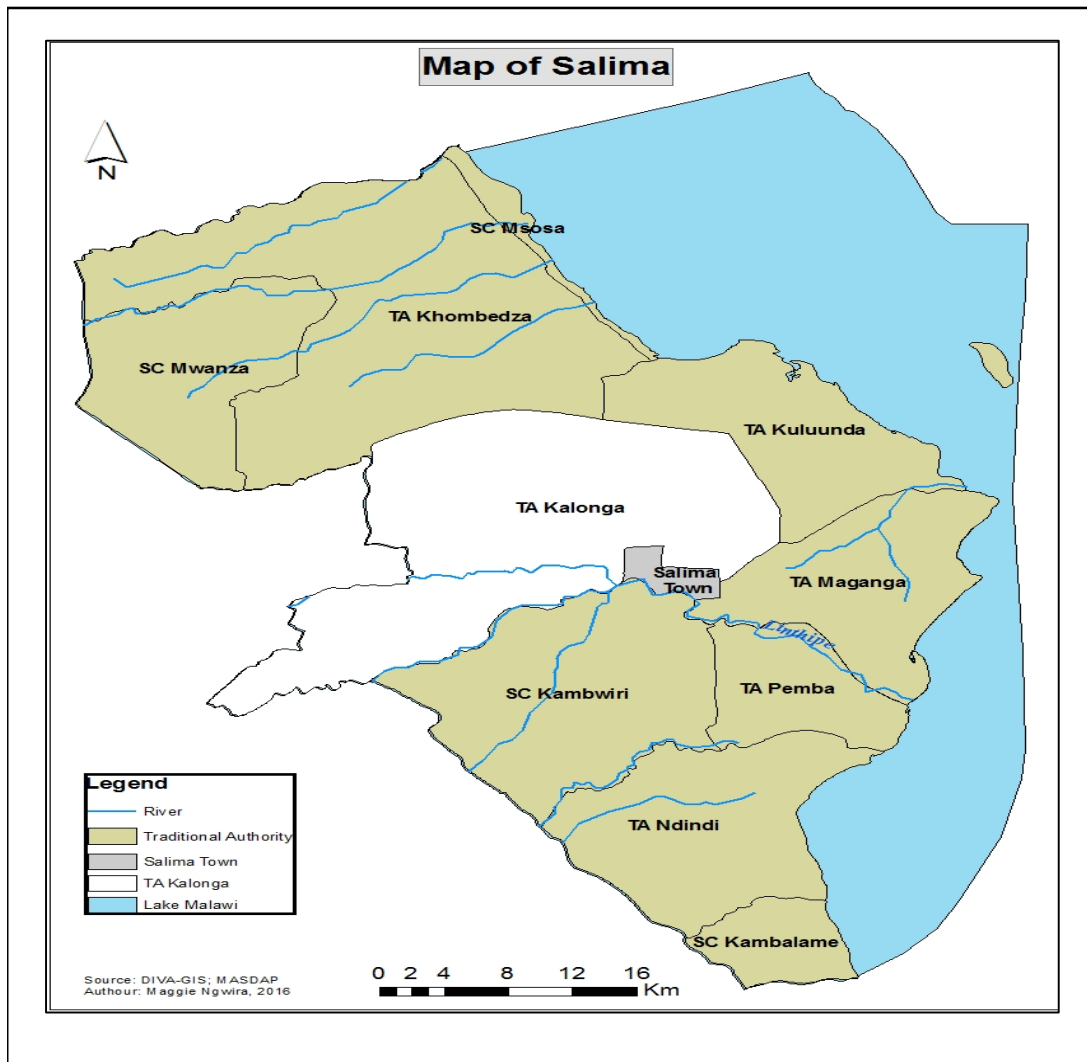 Map of Salima
N
SC Msosa
TA Khombedza
SC Mwanza
TA Kuluunda
TA Kalonga
Salima
Town
TA Maganga
Linthipe
SC Kambwiri
TA Pemba
TA Ndindi
SC Kambalame
Legend
River
Traditional Authority
Salima Town
TA Kalonga
Lake Malawi
Source: DIVA-GIS; MASDAP
Authour: Maggie Ngwira, 2016
0 2 4 8 12 16
Km